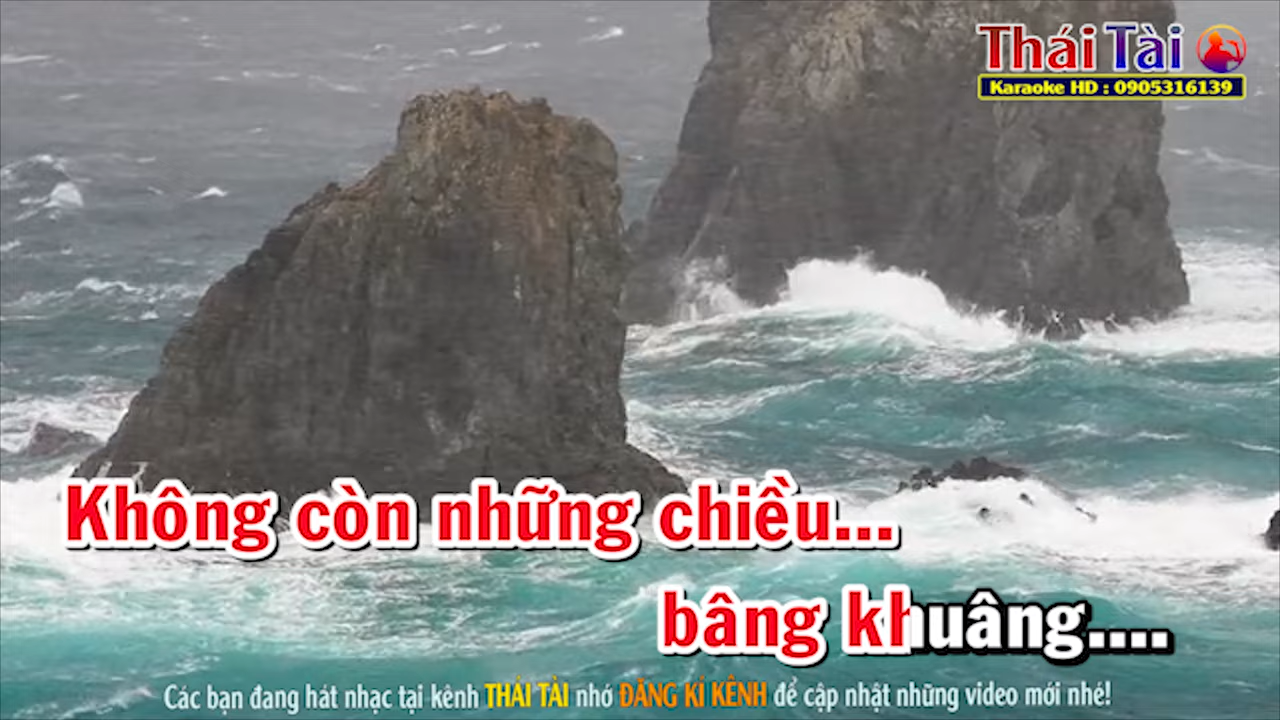 Thái Tài
Karaoke HD : 0905316139
Không còn những chiều...
bâng khuâng....
Các bạn đang hát nhạc tại kênh THÁI TÀI nhớ ĐĂNG KÍ KÊNH để cập nhật những video mới nhé!